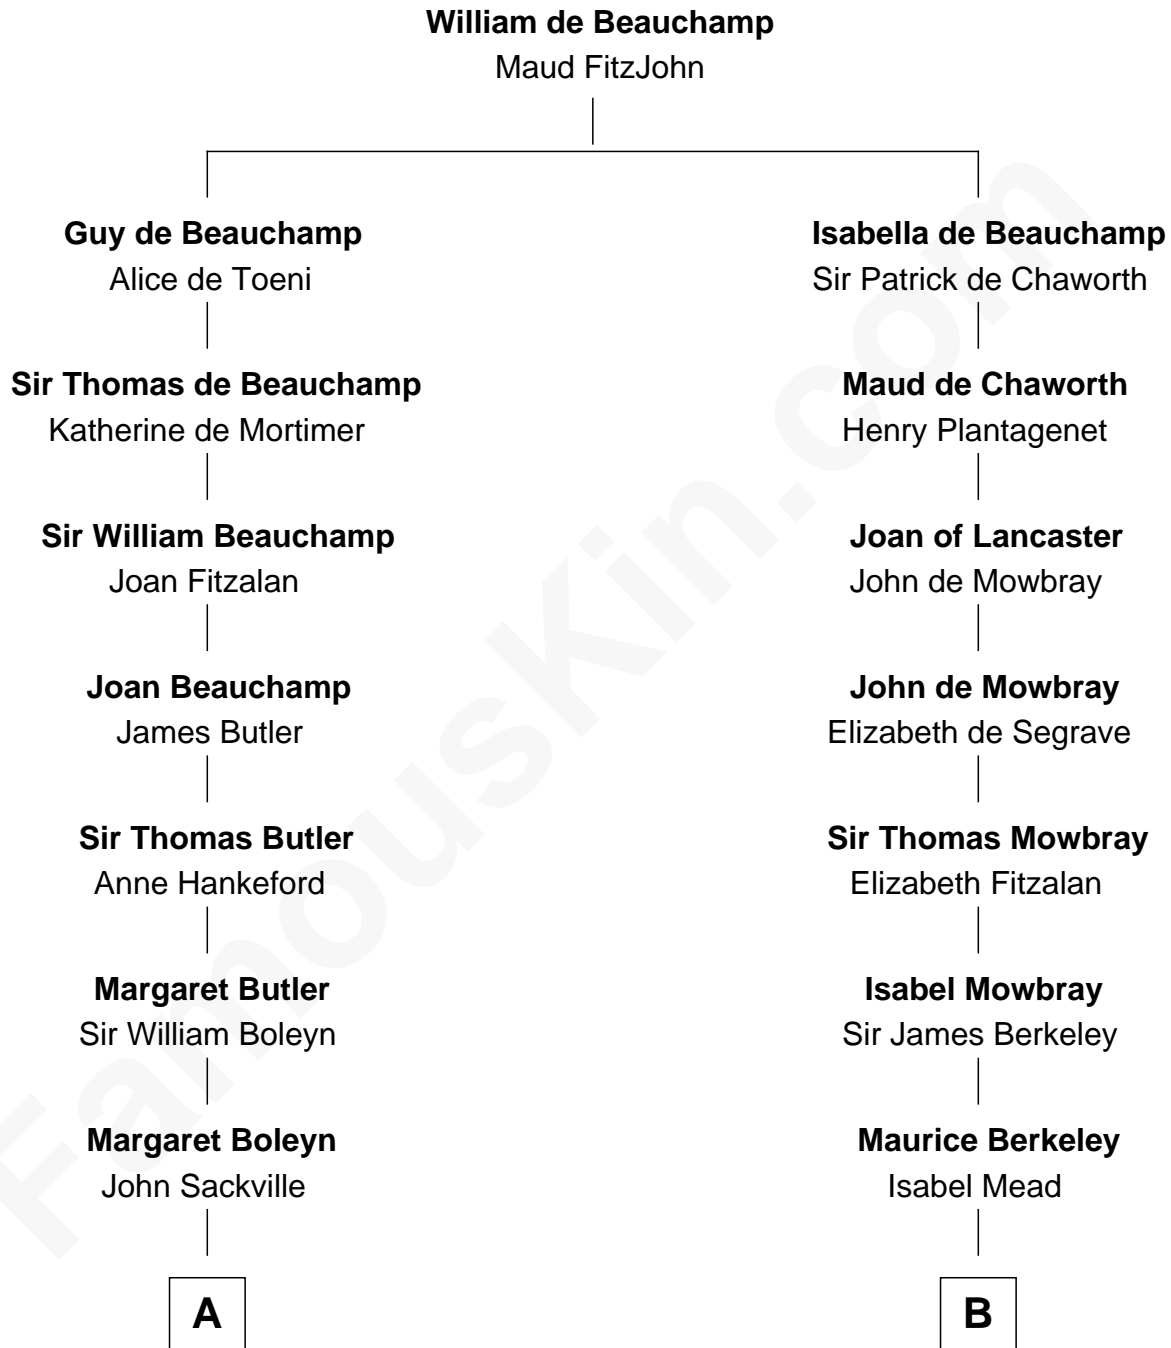 William de Beauchamp
Maud FitzJohn
Guy de Beauchamp
Alice de Toeni
Isabella de Beauchamp
Sir Patrick de Chaworth
Sir Thomas de Beauchamp
Katherine de Mortimer
Maud de Chaworth
Henry Plantagenet
Sir William Beauchamp
Joan Fitzalan
Joan of Lancaster
John de Mowbray
Joan Beauchamp
James Butler
John de Mowbray
Elizabeth de Segrave
Sir Thomas Butler
Anne Hankeford
Sir Thomas Mowbray
Elizabeth Fitzalan
Margaret Butler
Sir William Boleyn
Isabel Mowbray
Sir James Berkeley
Margaret Boleyn
John Sackville
Maurice Berkeley
Isabel Mead
A
B
FamousKin.com